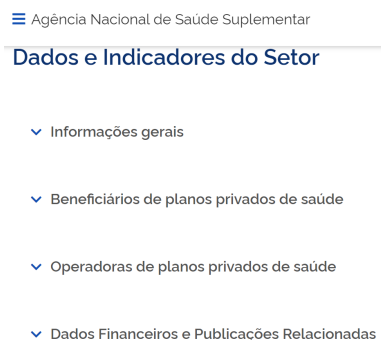 Agência Nacional de Saúde Suplementar
Dados e Indicadores do Setor
Informações gerais
Beneficiários de planos privados de saúde
Operadoras de planos privados de saúde
Dados Financeiros e Publicações Relacionadas